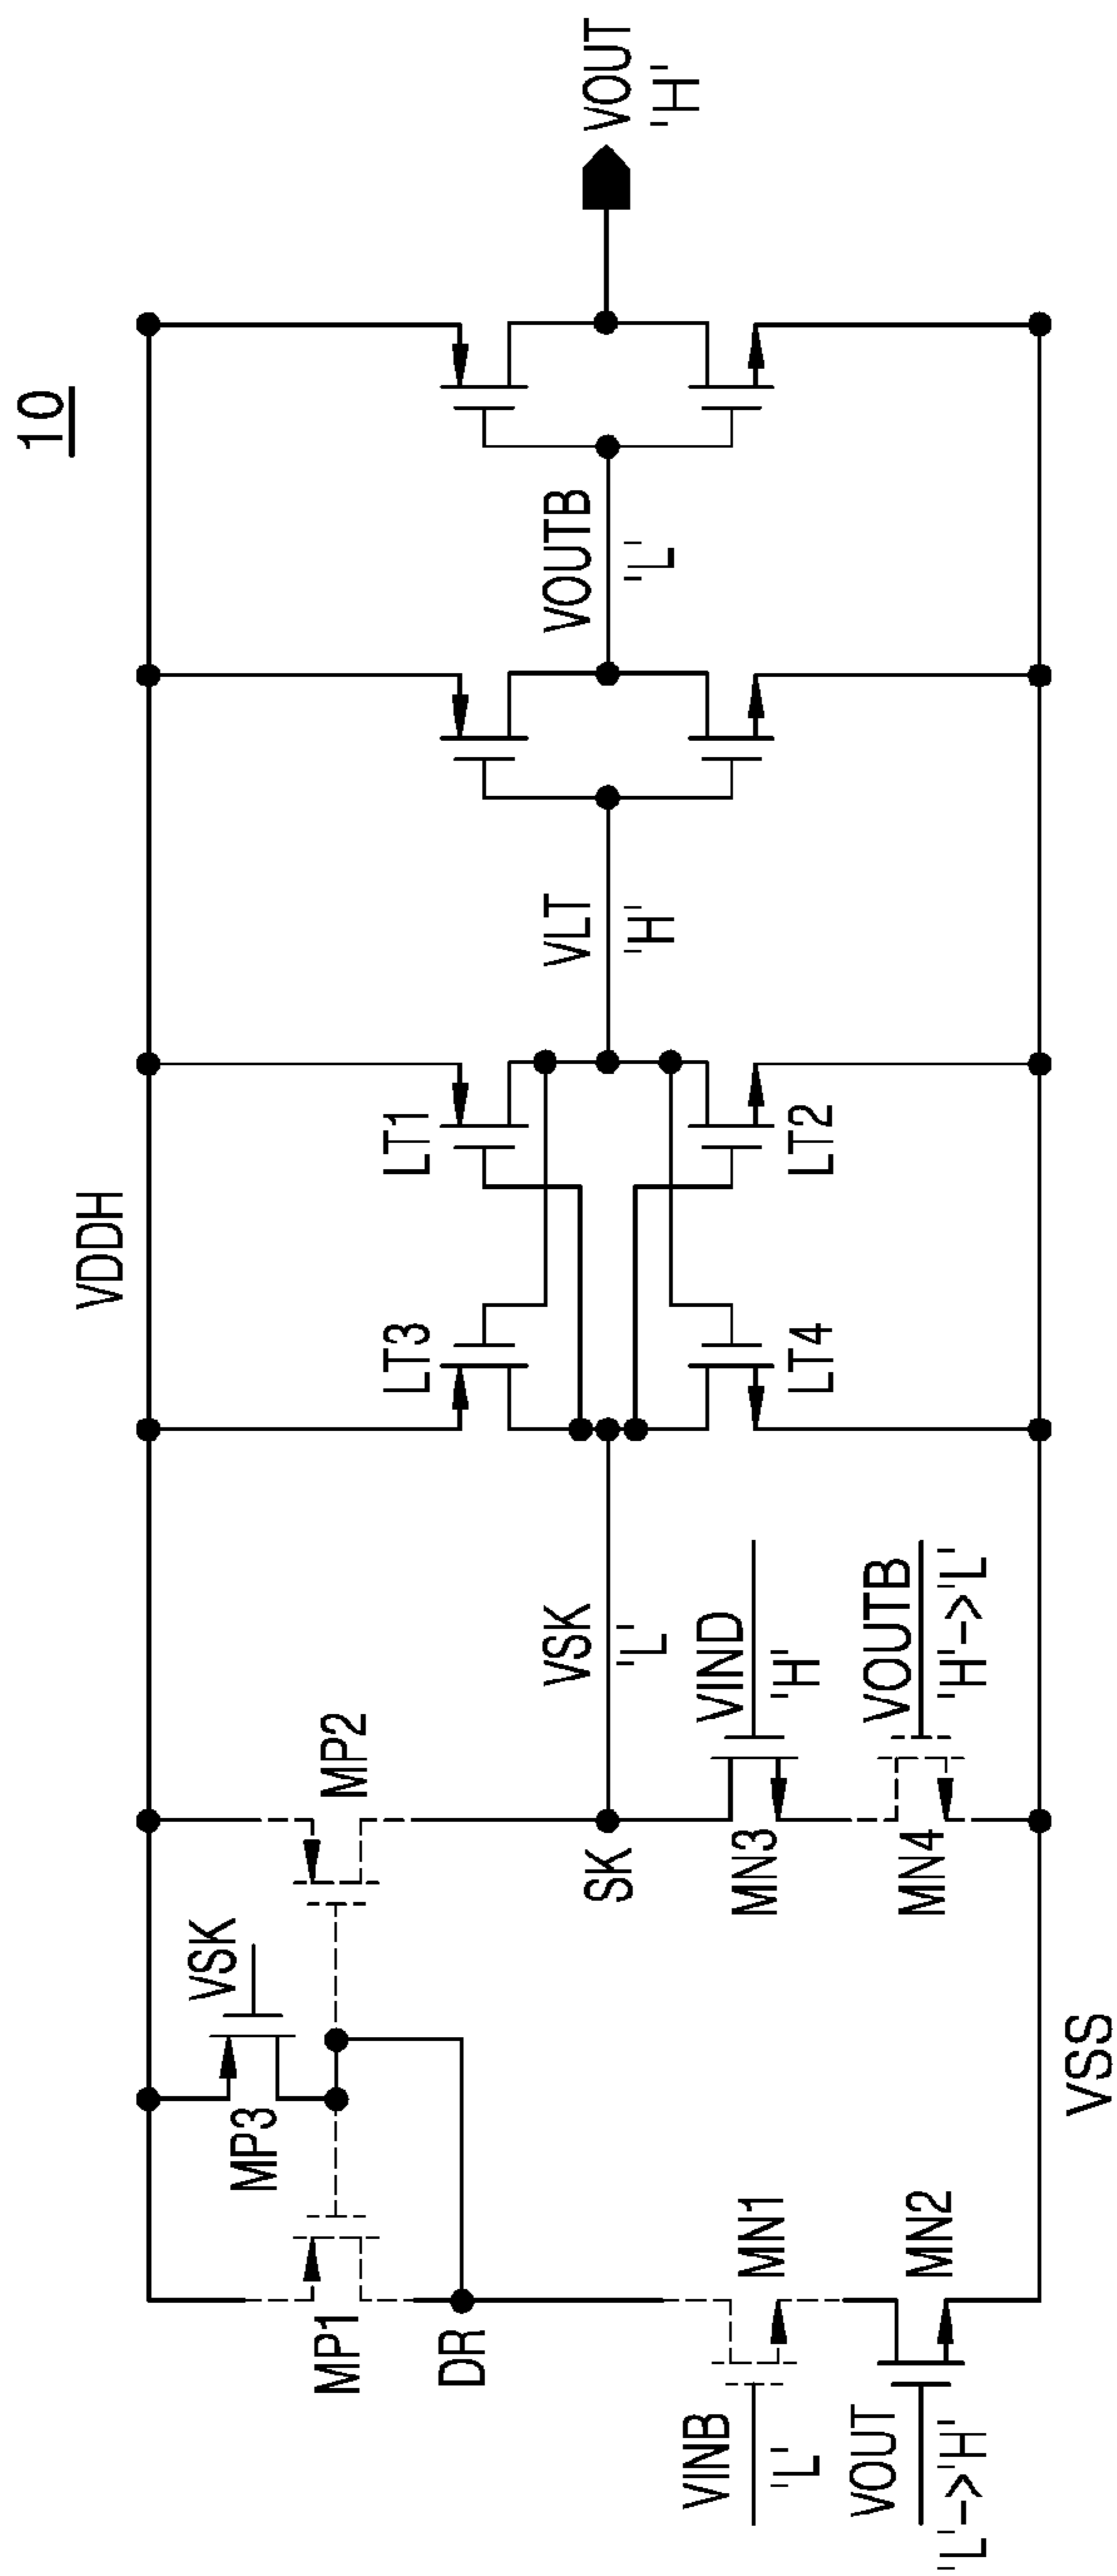 10
VDDH
VSK
MP3
MP1
MP2
DR
VINB
'L'
MN1
VOUT
'L'->'H'
MN2
SK
VSK
'L'
MN3
VIND
'H'
MN4
VOUTB
'H'->'L'
LT3
LT1
LT4
LT2
VLT
'H'
VOUTB
'L'
VOUT
'H'
VSS